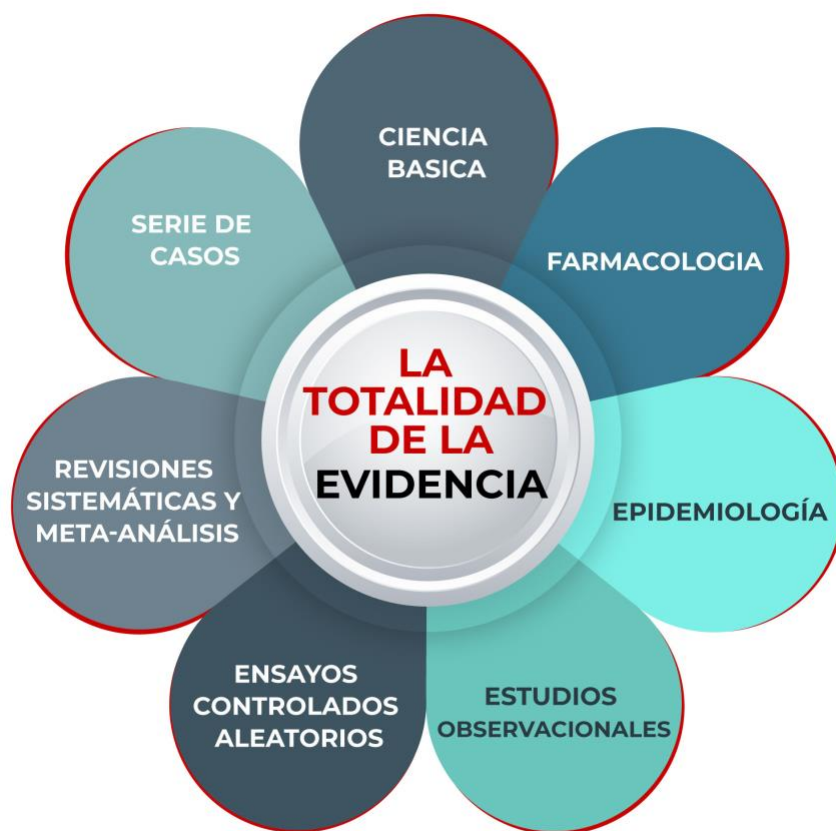 CIENCIA
BASICA
FARMACOLOGIA
EPIDEMIOLOGÍA
ESTUDIOS
OBSERVACIONALES
ENSAYOS
CONTROLADOS
ALEATORIOS
REVISIONES
SISTEMÁTICAS Y
META-ANÁLISIS
SERIE DE
CASOS
LA
TOTALIDAD
DE LA
EVIDENCIA